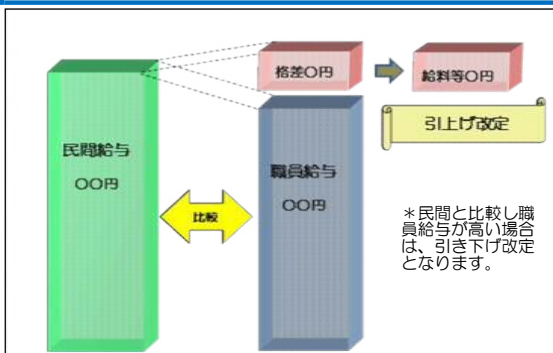 格差〇円
給料等〇円
引上げ改定
民間給与
〇〇円
職員給与
〇〇円
比較
＊民間と比較し職
員給与が高い場合
は、引き下げ改定
となります。